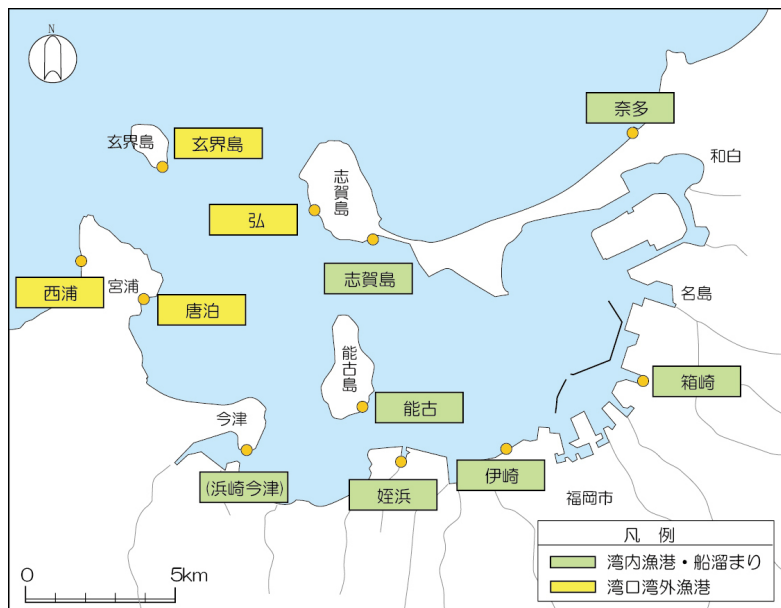 N
奈多
玄界島
玄界島
和白
志賀島
弘
志賀島
西浦
宮浦
唐泊
名島
能古島
箱崎
能古
今津
(浜崎今津)
姪浜
伊崎
福岡市
凡 例
湾内漁港・船溜まり
湾口湾外漁港
0 5km